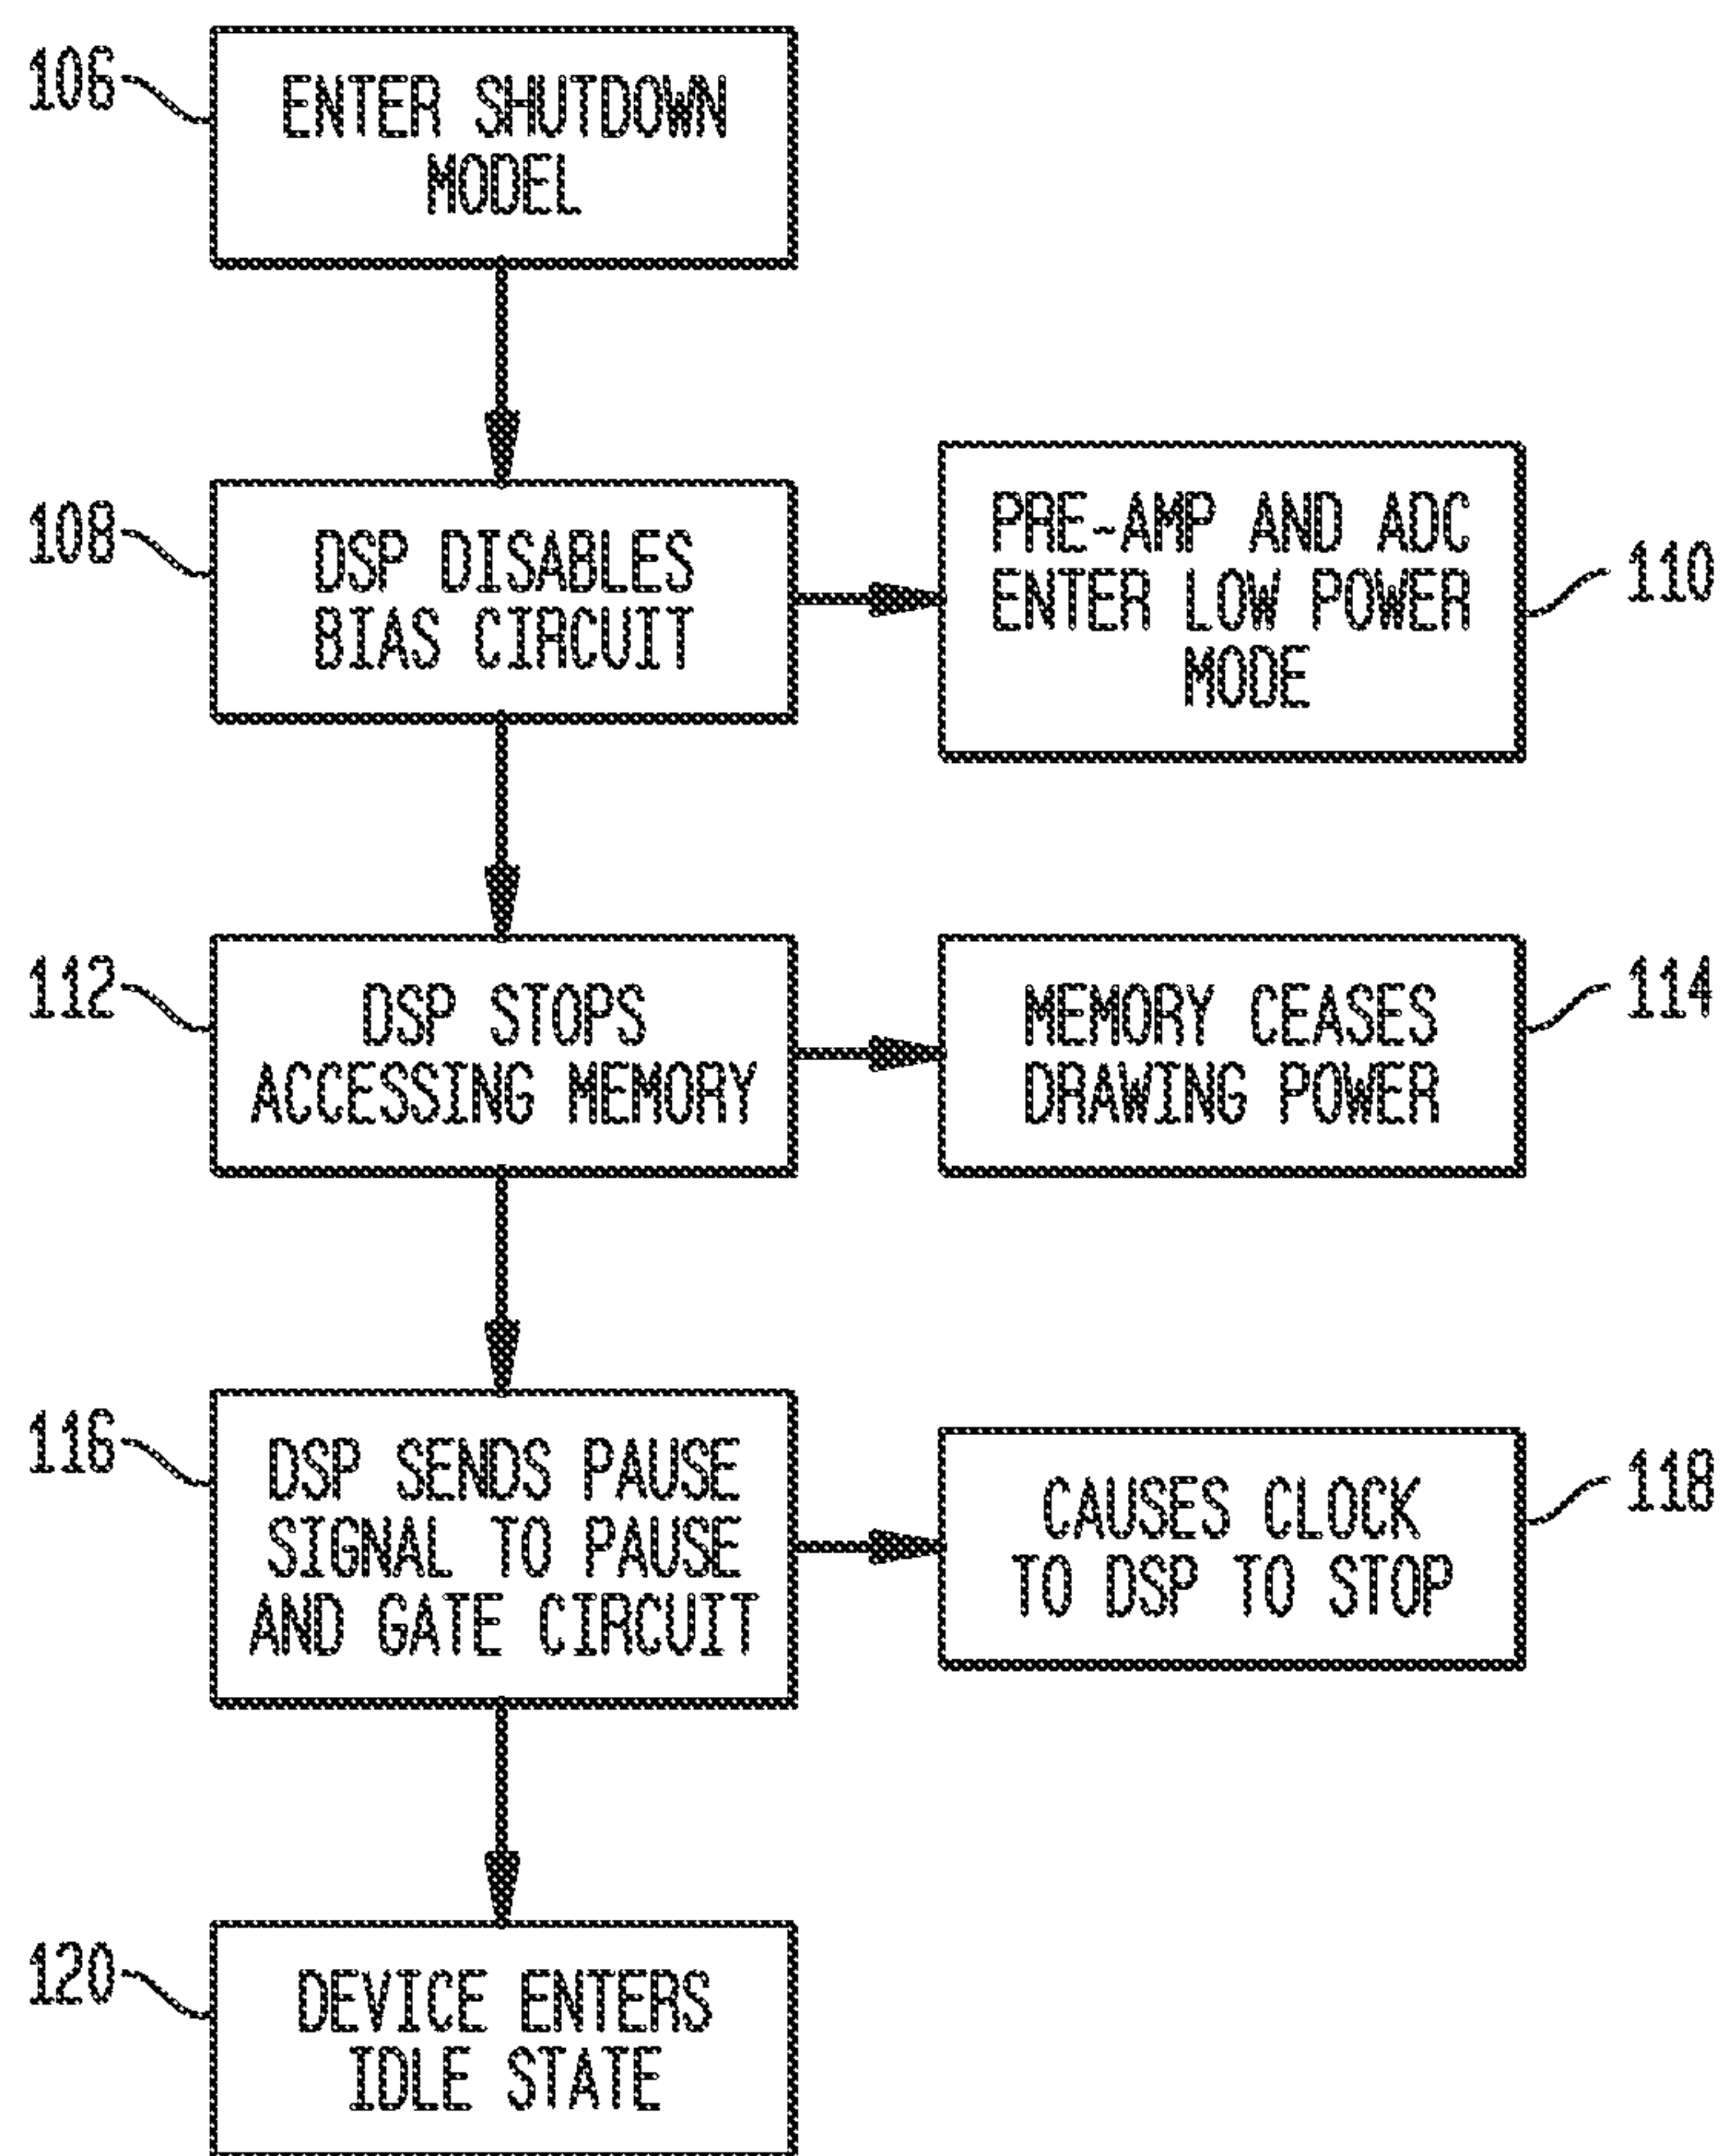 106
ENTER SHUTDOWN
MODEL
108
DSP DISABLES
BIAS CIRCUIT
PRE-AMP AND ADC
ENTER LOW POWER
MODE
110
112
DSP STOPS
ACCESSING MEMORY
MEMORY CEASES
DRAWING POWER
114
116
DSP SENDS PAUSE
SIGNAL TO PAUSE
AND GATE CIRCUIT
CAUSES CLOCK
TO DSP TO STOP
118
120
DEVICE ENTERS
IDLE STATE